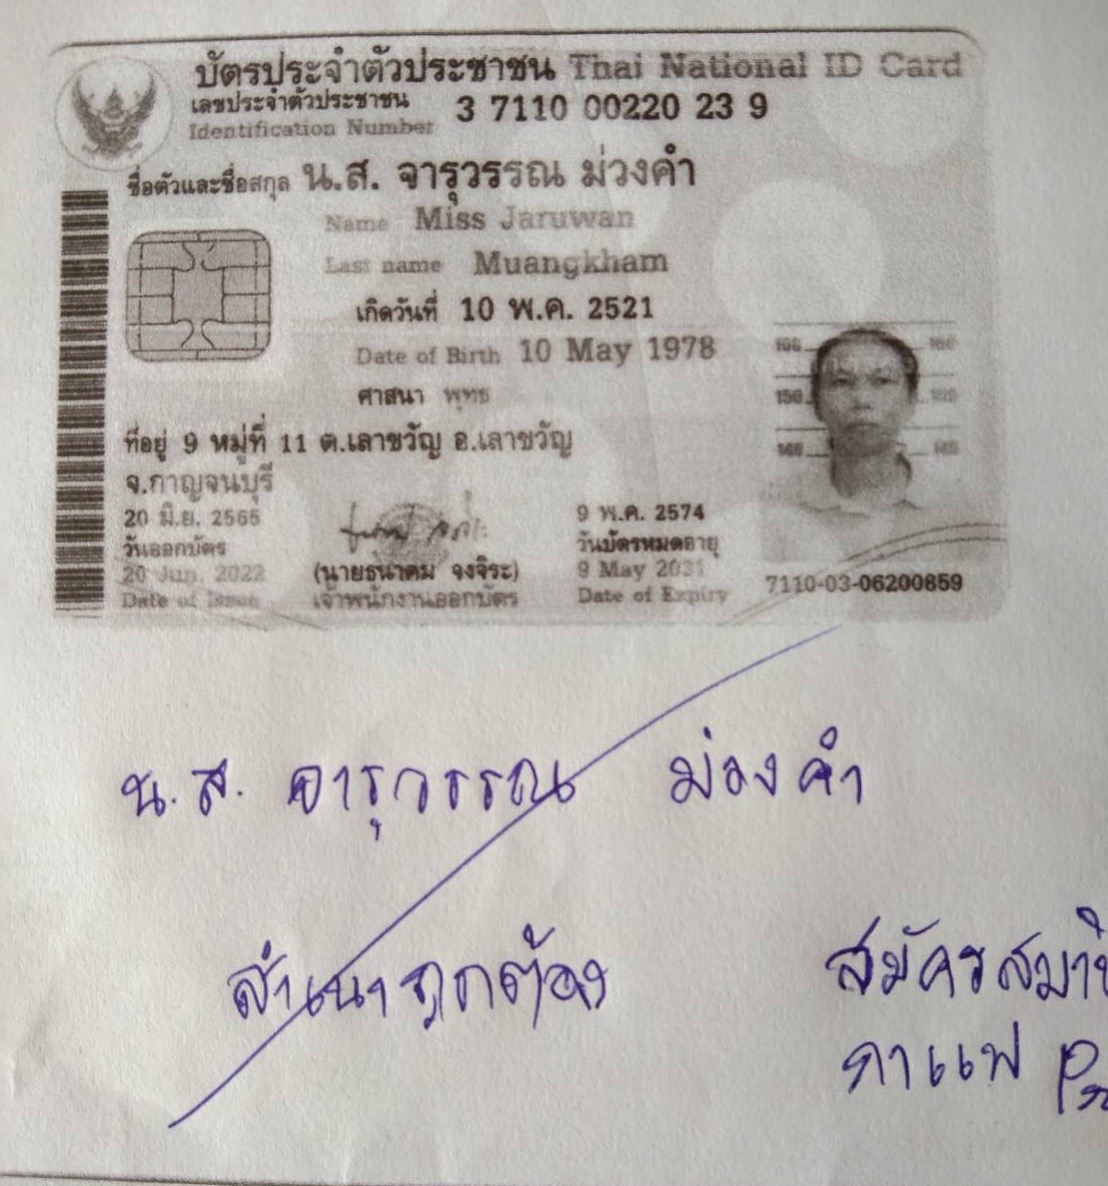 บัตรประจำตัวประชาชน Thai National ID Card
เลขประจำตัวประชาชน 3 7110 00220 23 9
Identification Number
ชื่อตัวและชื่อสกุล น.ส. จารุวรรณ ม่วงคำ
Name Miss Jaruwan
Last name Muangkham
เกิดวันที่ 10 พ.ค. 2521
Date of Birth 10 May 1978
ศาสนา พุทธ
ที่อยู่ 9 หมู่ที่ 11 ต.เลาขวัญ อ.เลาขวัญ
จ.กาญจนบุรี
20 มิ.ย. 2565
วันออกบัตร
20 Jun. 2022
Date of Issue
(นายธนาคม จงจิระ)
เจ้าพนักงานออกบัตร
9 พ.ค. 2574
วันบัตรหมดอายุ
9 May 2031
Date of Expiry
160 160
150 150
140 140
7110-03-06200859
น.ส. จารุวรรณ ม่วงคำ
สำเนาถูกต้อง
สมัครสมาชิ
กาแฟ